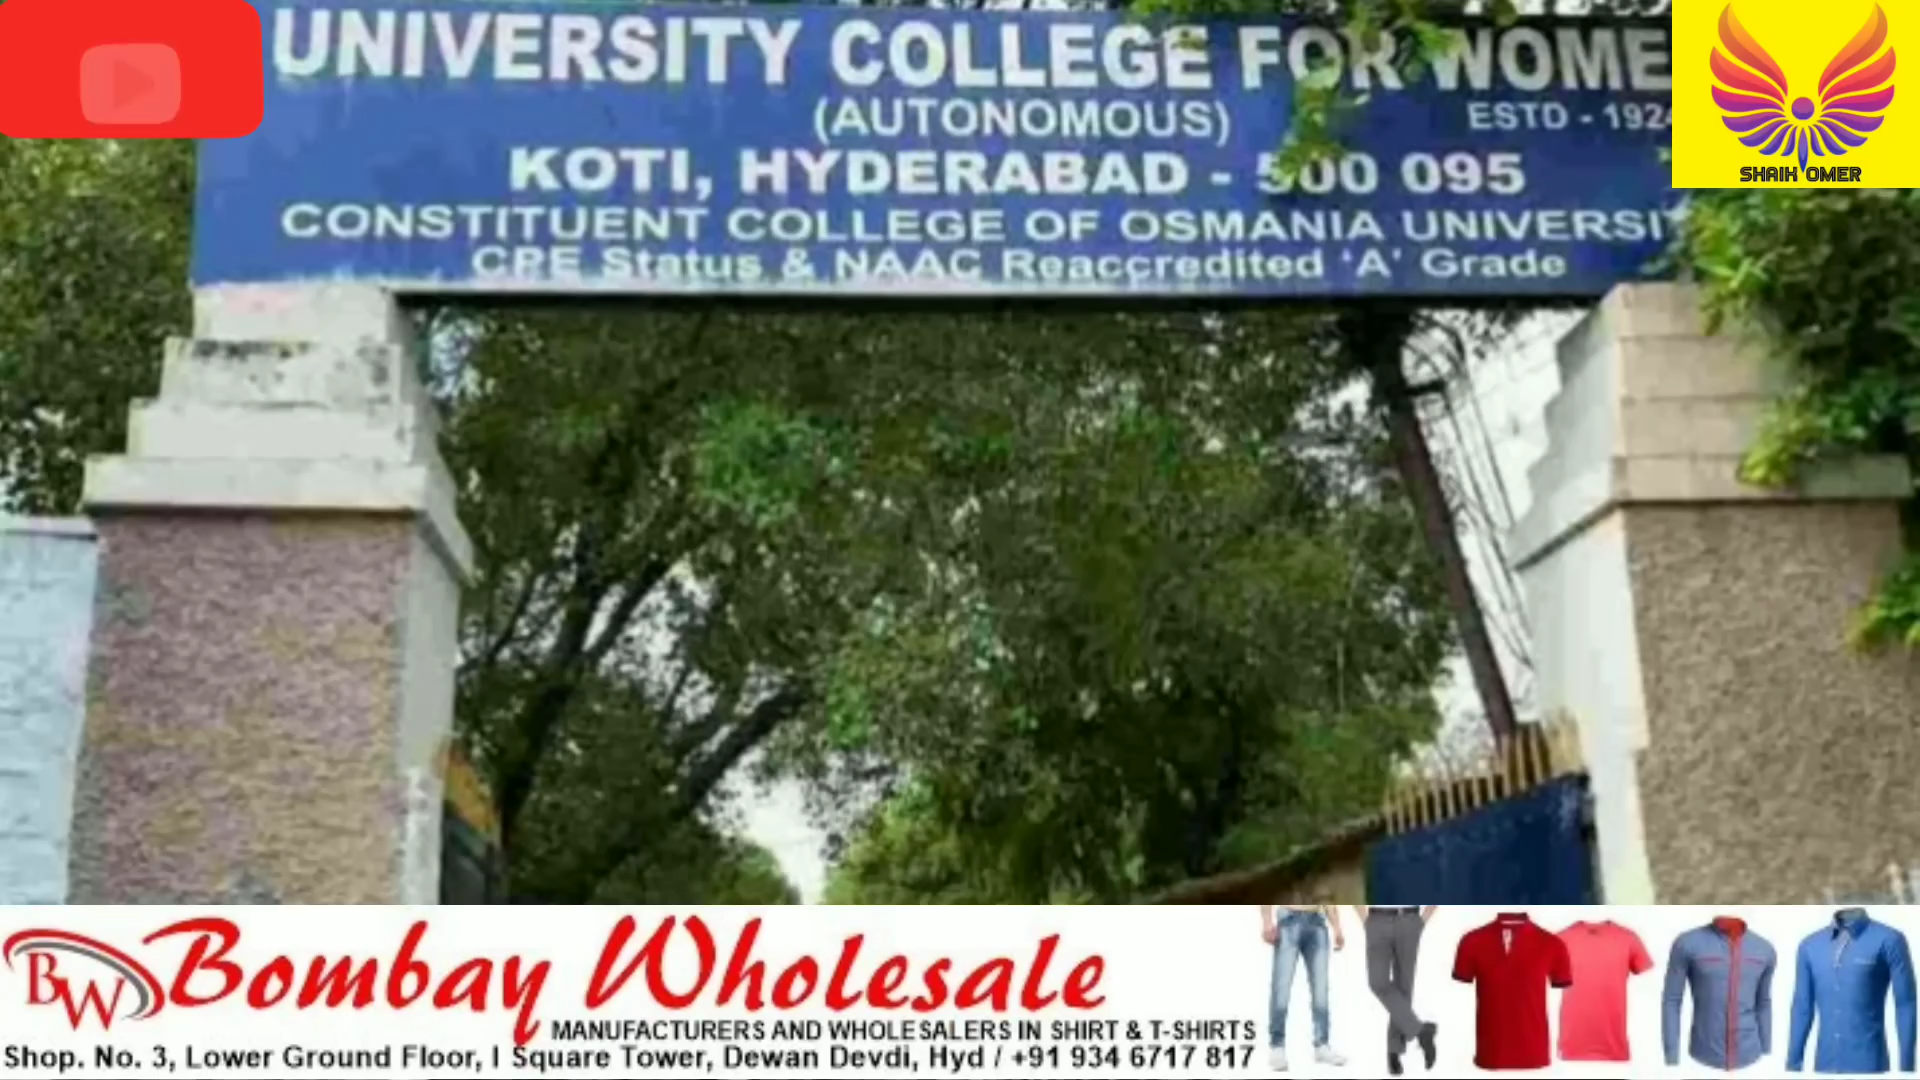 UNIVERSITY COLLEGE FOR WOME
(AUTONOMOUS)
ESTD - 192
KOTI, HYDERABAD - 500 095
CONSTITUENT COLLEGE OF OSMANIA UNIVERSI
CPE Status & NAAC Reaccredited 'A' Grade
SHAIK OMER
BW Bombay Wholesale
MANUFACTURERS AND WHOLESALERS IN SHIRT & T-SHIRTS
Shop. No. 3, Lower Ground Floor, I Square Tower, Dewan Devdi, Hyd / +91 934 6717 817